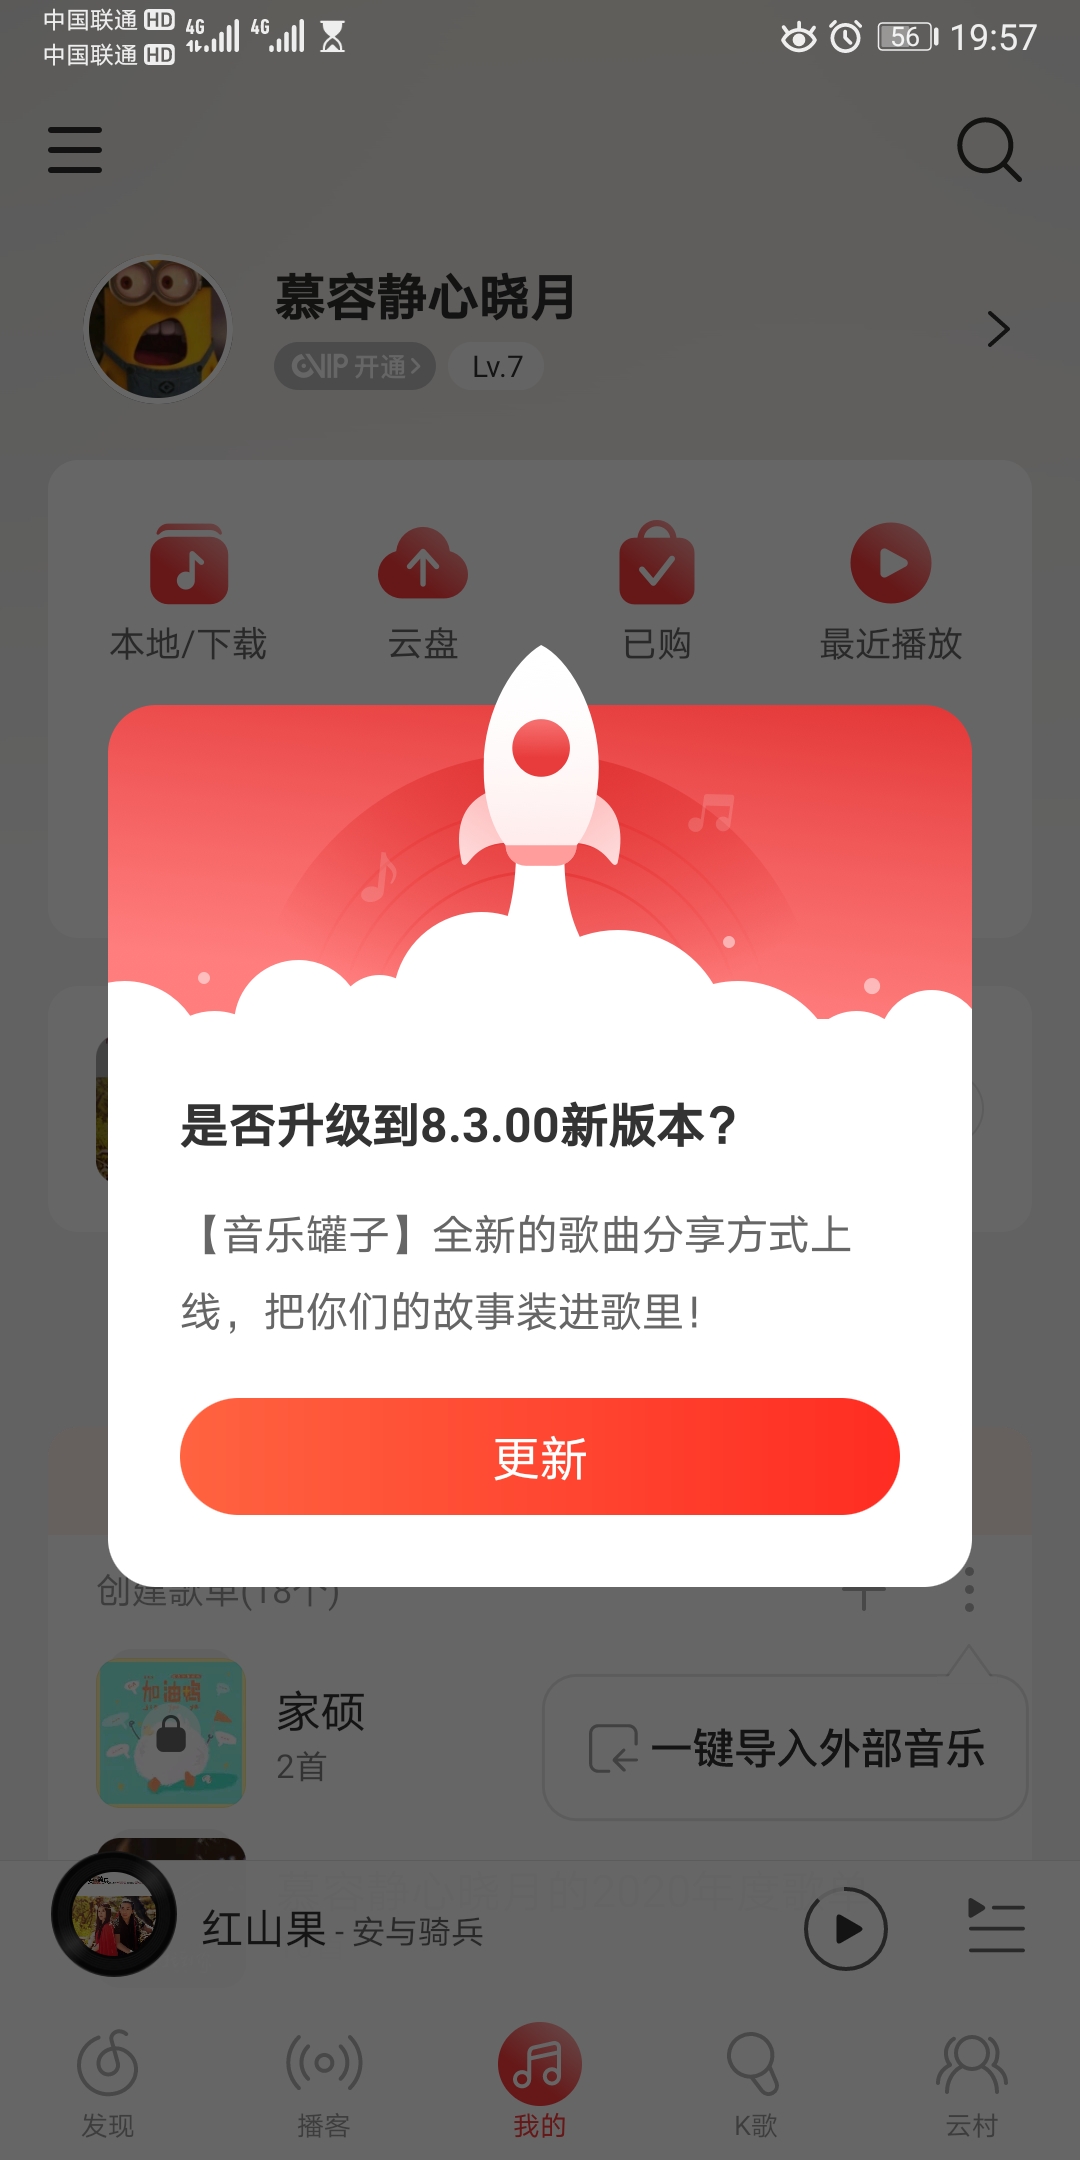 中国联通 HD 4G 4G 56 19:57
中国联通 HD
慕容静心晓月
VIP 开通 Lv.7
本地/下载 云盘 已购 最近播放
是否升级到8.3.00新版本？
【音乐罐子】全新的歌曲分享方式上
线，把你们的故事装进歌里！
更新
创建歌单(18个)
家硕
2首
一键导入外部音乐
红山果 - 安与骑兵
发现 播客 我的 K歌 云村